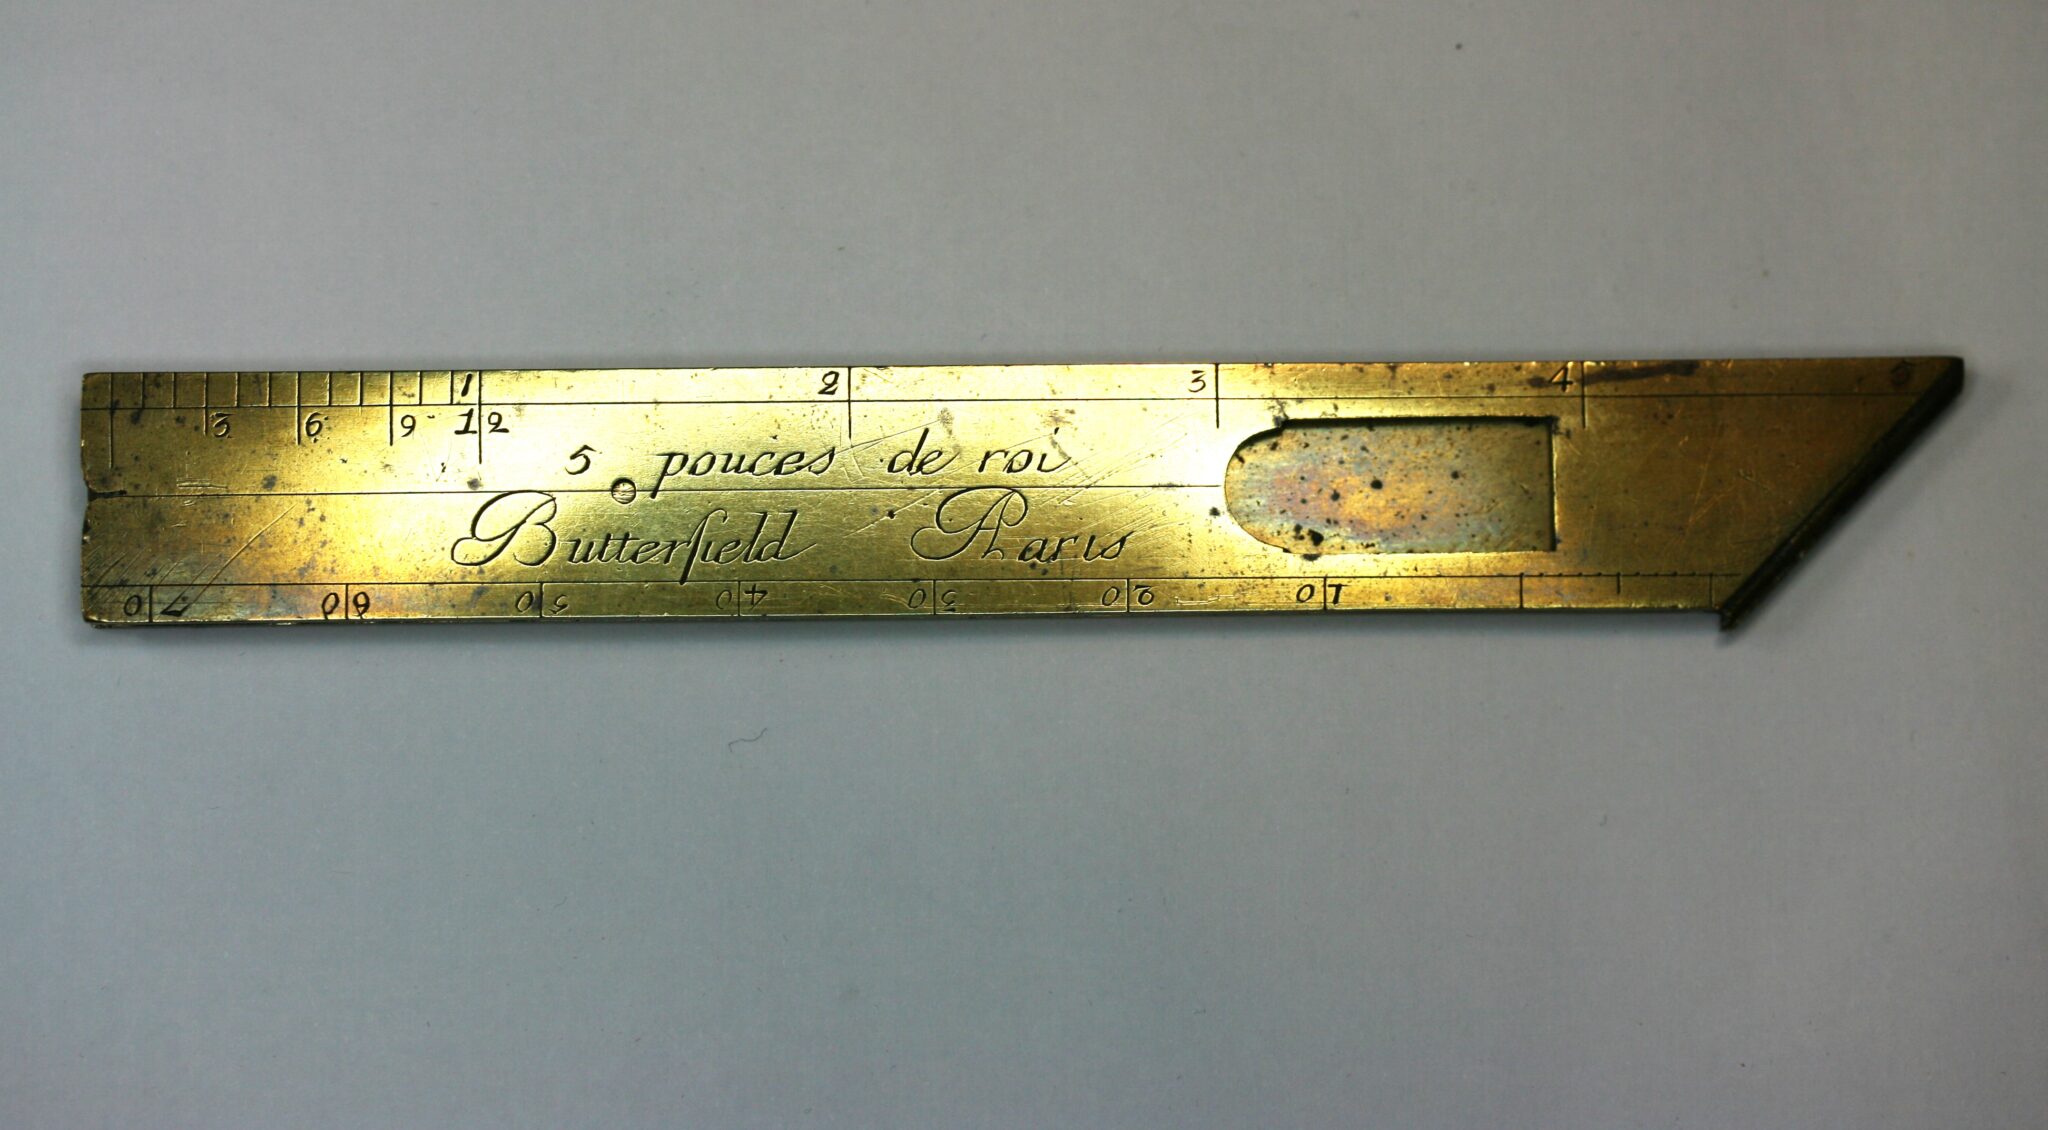 1 2 3 4 5
3 6 9 12
5 pouces de roi
Butterfield Paris
70 60 50 40 30 20 10